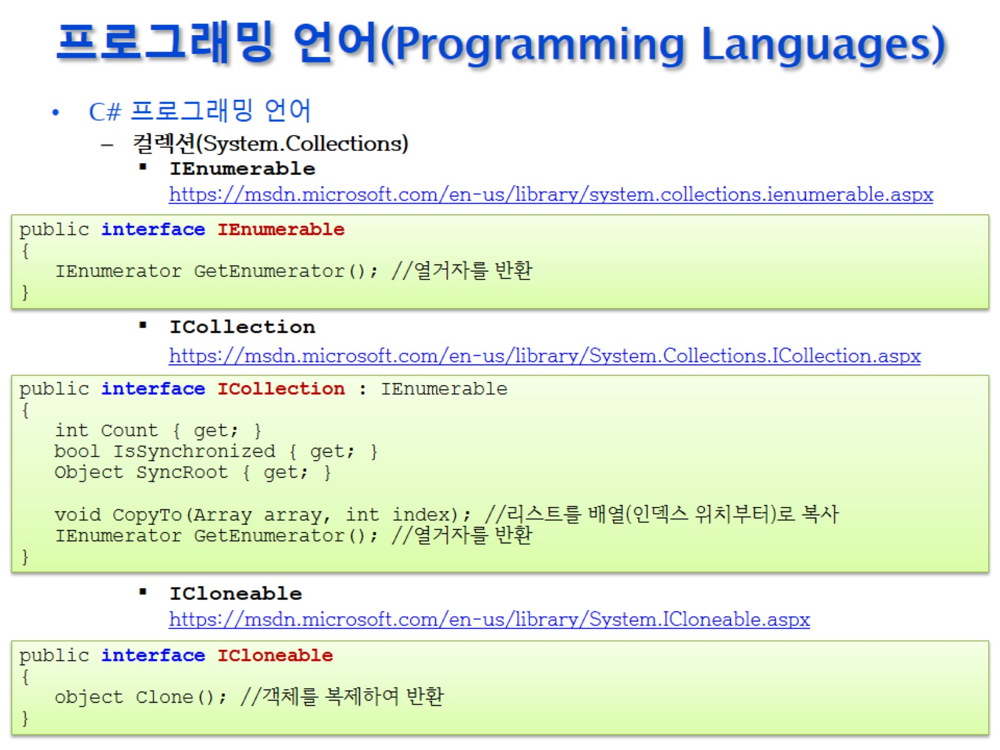 프로그래밍 언어(Programming Languages)
• C# 프로그래밍 언어
– 컬렉션(System.Collections)
▪ IEnumerable
https://msdn.microsoft.com/en-us/library/system.collections.ienumerable.aspx
public interface IEnumerable
{
IEnumerator GetEnumerator(); //열거자를 반환
}
▪ ICollection
https://msdn.microsoft.com/en-us/library/System.Collections.ICollection.aspx
public interface ICollection : IEnumerable
{
int Count { get; }
bool IsSynchronized { get; }
Object SyncRoot { get; }
void CopyTo(Array array, int index); //리스트를 배열(인덱스 위치부터)로 복사
IEnumerator GetEnumerator(); //열거자를 반환
}
▪ ICloneable
https://msdn.microsoft.com/en-us/library/System.ICloneable.aspx
public interface ICloneable
{
object Clone(); //객체를 복제하여 반환
}